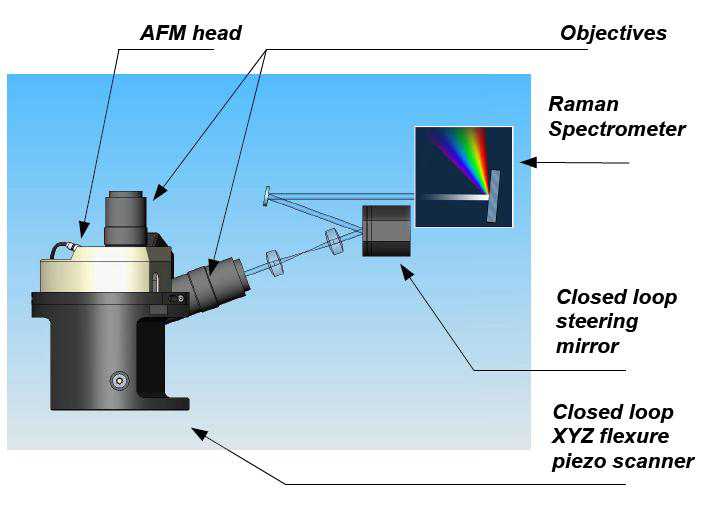 AFM head
Objectives
Raman
Spectrometer
Closed loop
steering
mirror
Closed loop
XYZ flexure
piezo scanner